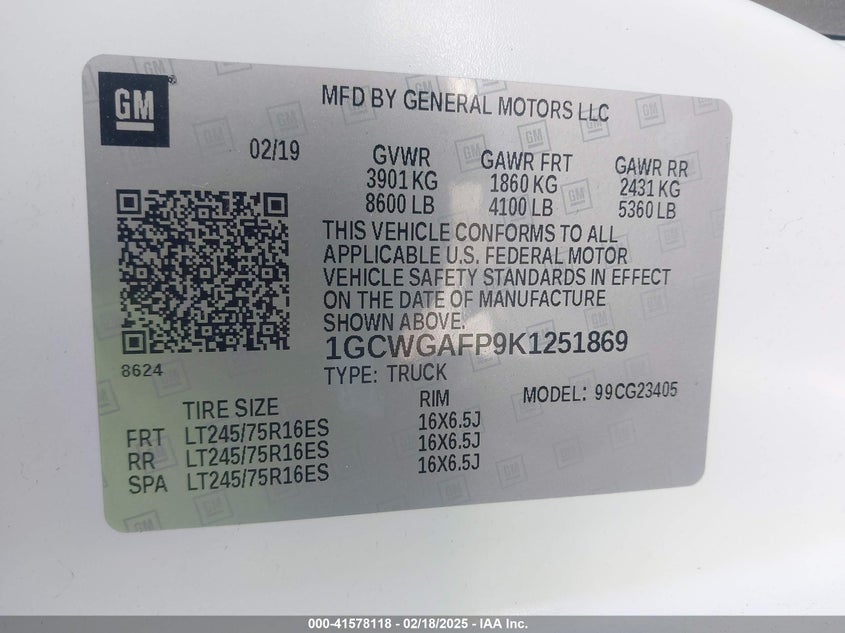 GM
MFD BY GENERAL MOTORS LLC
02/19
GVWR GAWR FRT GAWR RR
3901 KG 1860 KG 2431 KG
8600 LB 4100 LB 5360 LB
THIS VEHICLE CONFORMS TO ALL
APPLICABLE U.S. FEDERAL MOTOR
VEHICLE SAFETY STANDARDS IN EFFECT
ON THE DATE OF MANUFACTURE
SHOWN ABOVE.
1GCWGAFP9K1251869
8624
TYPE: TRUCK MODEL: 99CG23405
TIRE SIZE RIM
FRT LT245/75R16ES 16X6.5J
RR LT245/75R16ES 16X6.5J
SPA LT245/75R16ES 16X6.5J
000-41578118 - 02/18/2025 - IAA Inc.